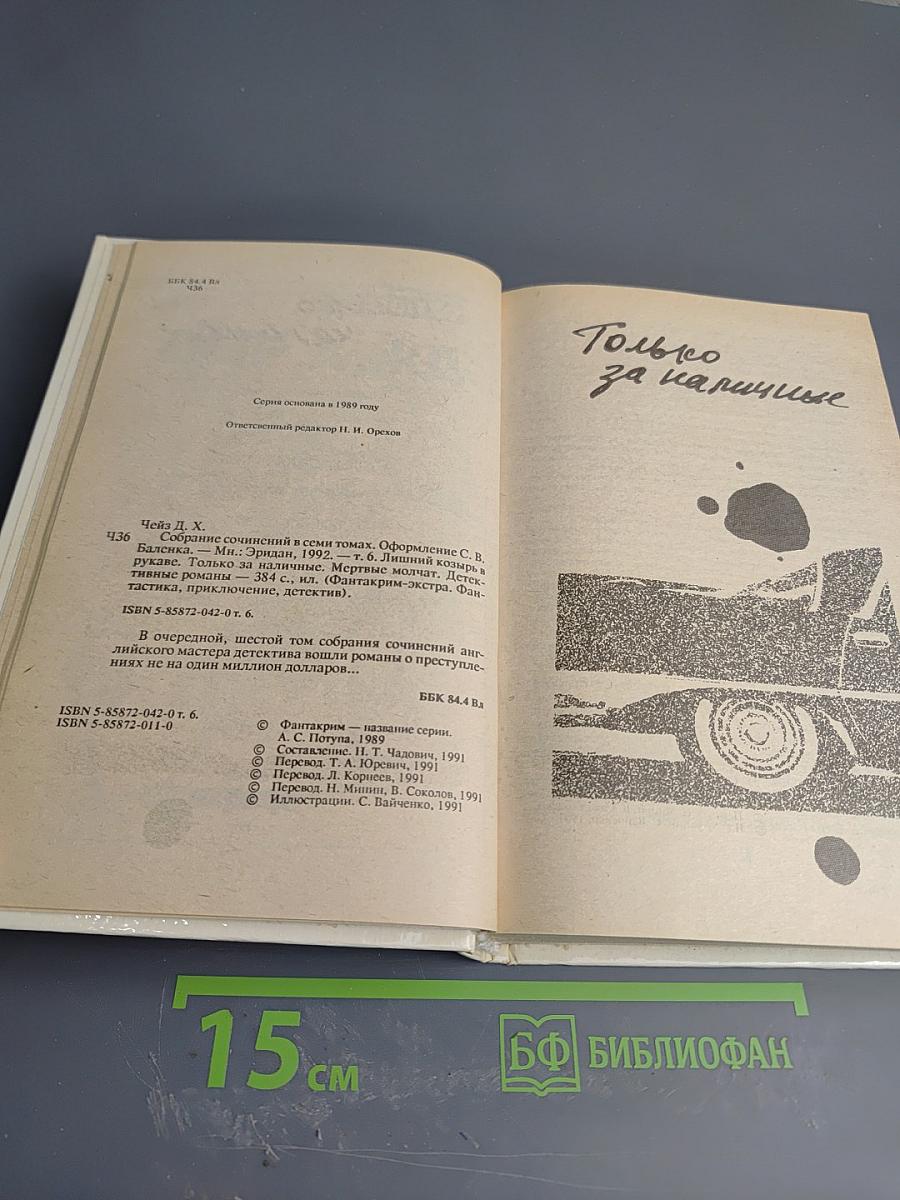 ББК 84.4 Вл
Ч36
Серия основана в 1989 году
Ответсвенный редактор Н. И. Орехов
Чейз Д. Х.
Ч36 Собрание сочинений в семи томах. Оформление С. В.
Баленка. — Мн.: Эридан, 1992. — т. 6. Лишний козырь в
рукаве. Только за наличные. Мертвые молчат. Детек-
тивные романы — 384 с., ил. (Фантакрим-экстра. Фан-
тастика, приключение, детектив).
ISBN 5-85872-042-0 т. 6.
В очередной, шестой том собрания сочинений анг-
лийского мастера детектива вошли романы о преступле-
ниях не на один миллион долларов...
ББК 84.4 Вл
ISBN 5-85872-042-0 т. 6.
ISBN 5-85872-011-0
© Фантакрим — название серии.
А. С. Потупа, 1989
© Составление. Н. Т. Чадович, 1991
© Перевод. Т. А. Юревич, 1991
© Перевод. Л. Корнеев, 1991
© Перевод. Н. Минин, В. Соколов, 1991
© Иллюстрации. С. Вайченко, 1991
Только
за наличные
15 см
БФ БИБЛИОФАН